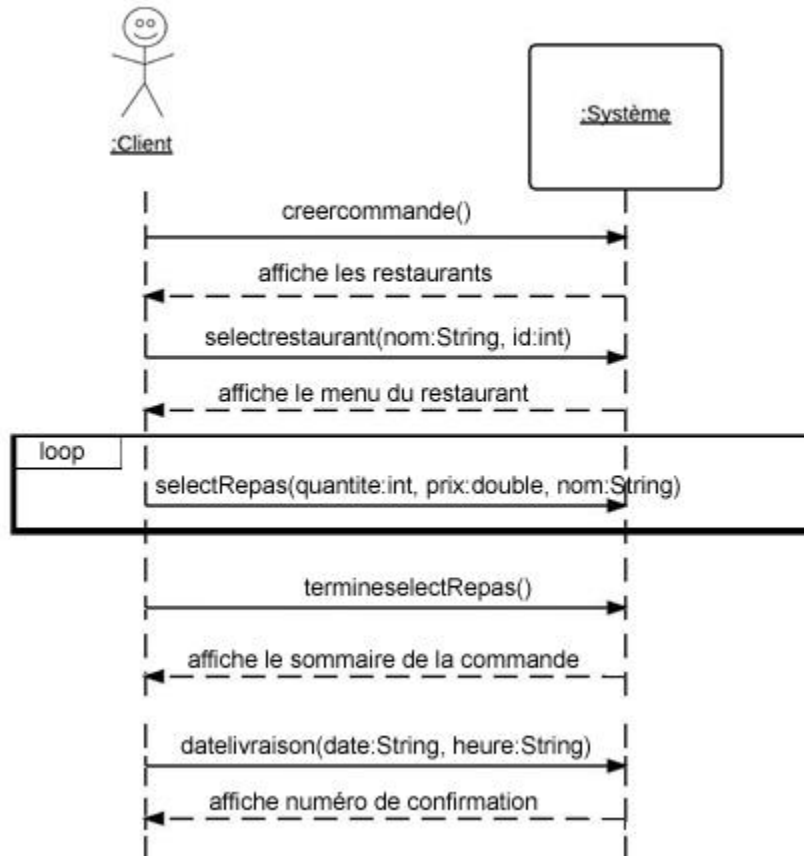 :Client
:Système
creercommande()
affiche les restaurants
selectrestaurant(nom:String, id:int)
affiche le menu du restaurant
loop
selectRepas(quantite:int, prix:double, nom:String)
termineselectRepas()
affiche le sommaire de la commande
datelivraison(date:String, heure:String)
affiche numéro de confirmation